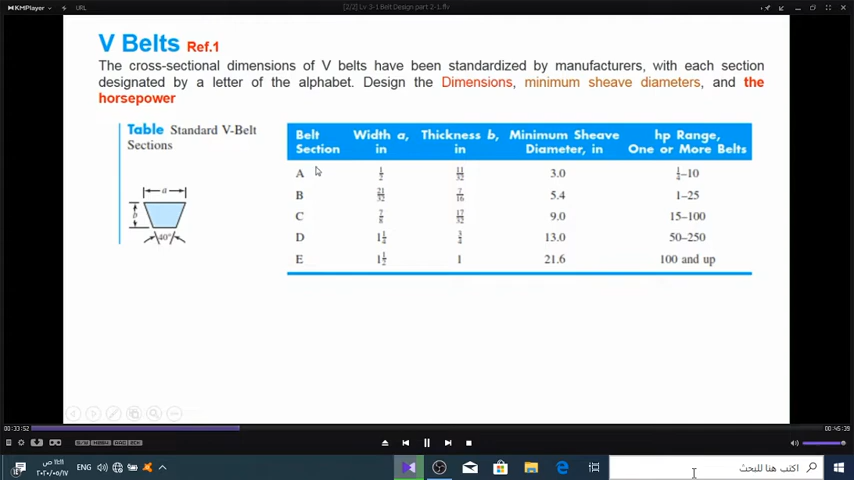 KMPlayer
URL
[2/2] Lv 3-1 Belt Design part 2-1.flv
V Belts Ref.1
The cross-sectional dimensions of V belts have been standardized by manufacturers, with each section
designated by a letter of the alphabet. Design the Dimensions, minimum sheave diameters, and the
horsepower
Table Standard V-Belt
Sections
a
b
40°
Belt Width a, Thickness b, Minimum Sheave hp Range,
Section in in Diameter, in One or More Belts
A 1/2 11/32 3.0 1/4–10
B 21/32 7/16 5.4 1–25
C 7/8 17/32 9.0 15–100
D 1 1/4 3/4 13.0 50–250
E 1 1/2 1 21.6 100 and up
00:33:52
00:45:39
ENG
١١:٤١ ص
٢٠٢٠/٠٥/١٧
اكتب هنا للبحث